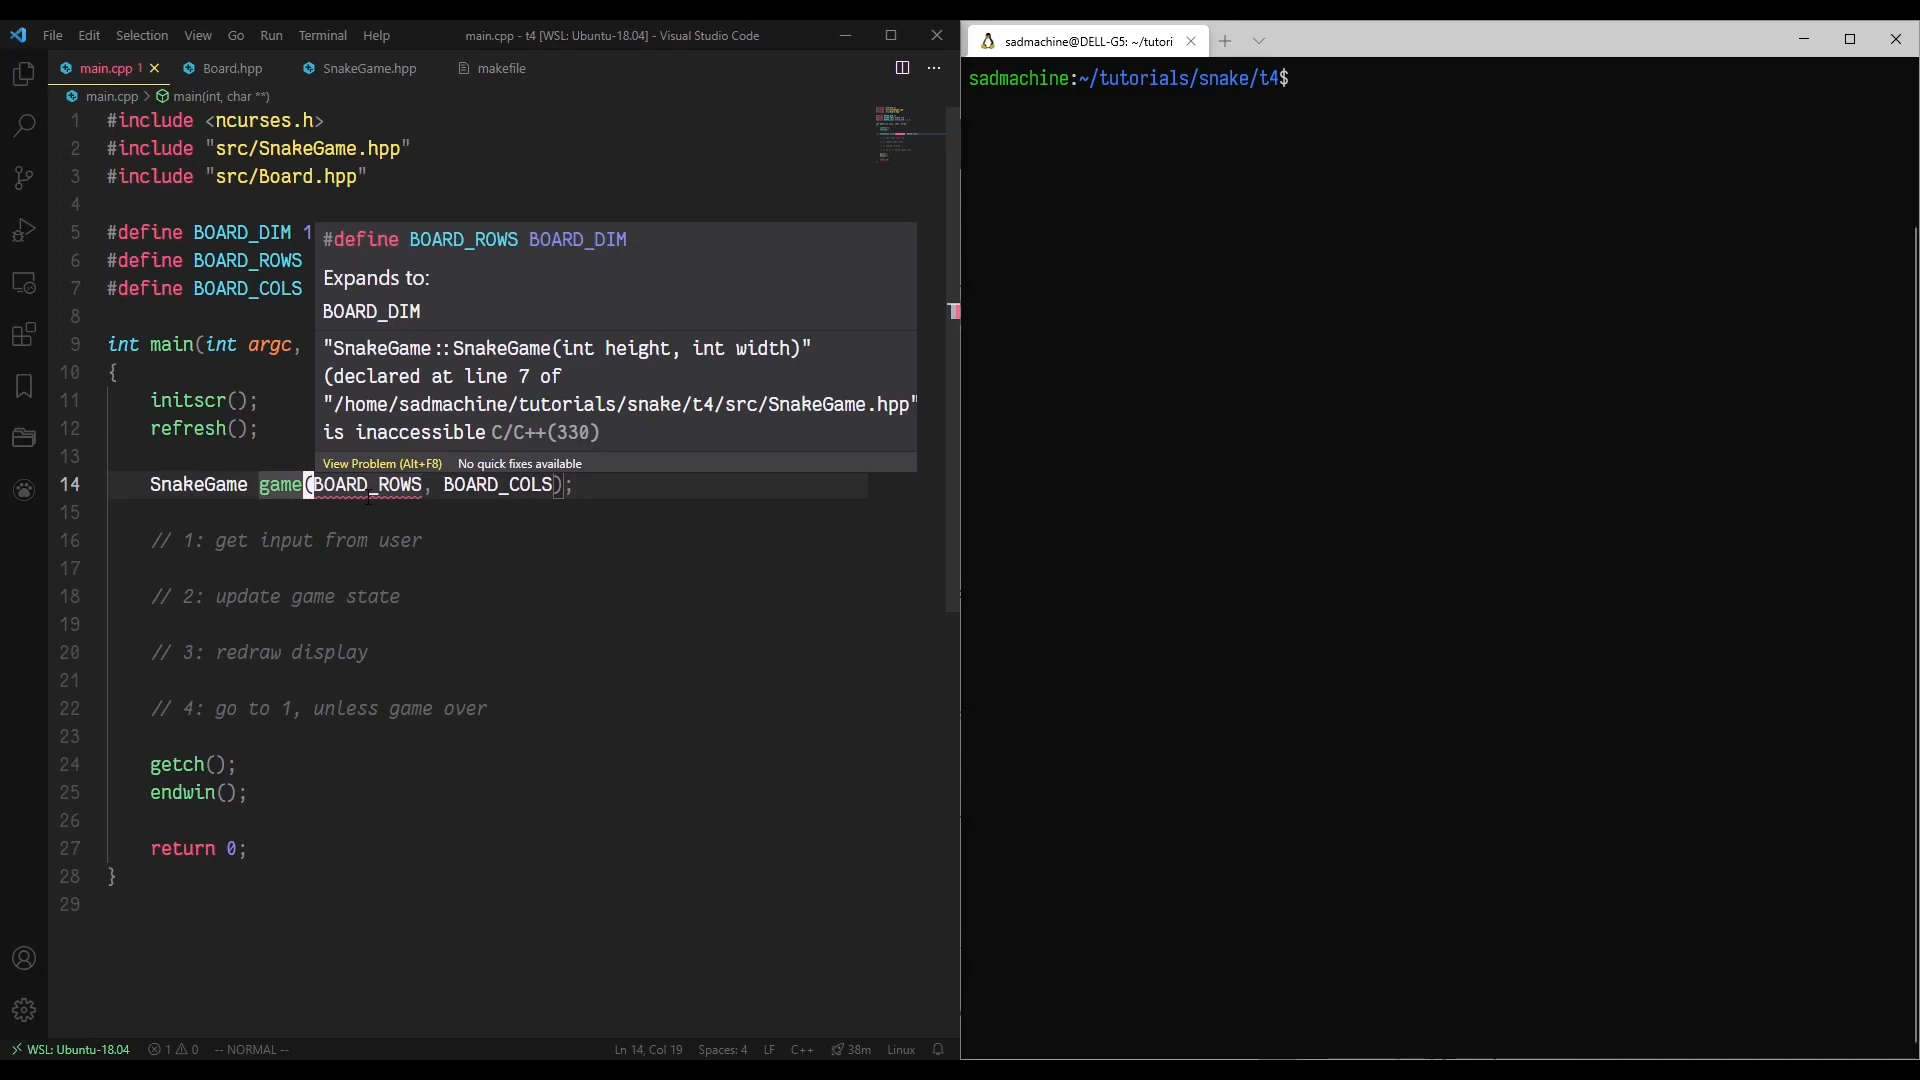 File Edit Selection View Go Run Terminal Help
main.cpp - t4 [WSL: Ubuntu-18.04] - Visual Studio Code
main.cpp 1
Board.hpp
SnakeGame.hpp
makefile
main.cpp > main(int, char **)
1 #include <ncurses.h>
2 #include "src/SnakeGame.hpp"
3 #include "src/Board.hpp"
4
5 #define BOARD_DIM 1
6 #define BOARD_ROWS
7 #define BOARD_COLS
8
9 int main(int argc,
10 {
11 initscr();
12 refresh();
13
14 SnakeGame game(BOARD_ROWS, BOARD_COLS);
15
16 // 1: get input from user
17
18 // 2: update game state
19
20 // 3: redraw display
21
22 // 4: go to 1, unless game over
23
24 getch();
25 endwin();
26
27 return 0;
28 }
29
#define BOARD_ROWS BOARD_DIM
Expands to:
BOARD_DIM
"SnakeGame::SnakeGame(int height, int width)"
(declared at line 7 of
"/home/sadmachine/tutorials/snake/t4/src/SnakeGame.hpp"
is inaccessible C/C++(330)
View Problem (Alt+F8) No quick fixes available
WSL: Ubuntu-18.04 1 0 -- NORMAL -- Ln 14, Col 19 Spaces: 4 LF C++ 38m Linux
sadmachine@DELL-G5: ~/tutori
sadmachine:~/tutorials/snake/t4$